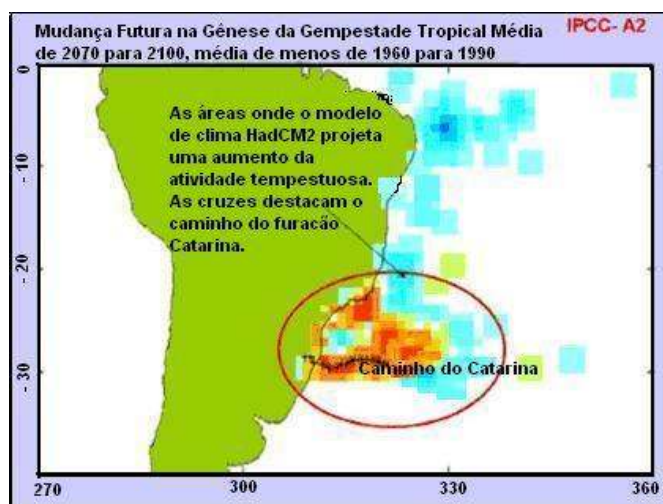 Mudança Futura na Gênese da Gempestade Tropical Média
de 2070 para 2100, média de menos de 1960 para 1990
IPCC- A2
As áreas onde o modelo
de clima HadCM2 projeta
uma aumento da
atividade tempestuosa.
As cruzes destacam o
caminho do furacão
Catarina.
Caminho do Catarina
0
- 10
- 20
- 30
270
300
330
360